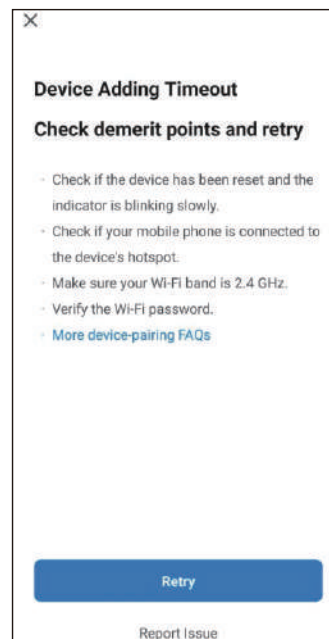 Device Adding Timeout
Check demerit points and retry
Check if the device has been reset and the
indicator is blinking slowly.
Check if your mobile phone is connected to
the device's hotspot.
Make sure your Wi-Fi band is 2.4 GHz.
Verify the Wi-Fi password.
More device-pairing FAQs
Retry
Report Issue